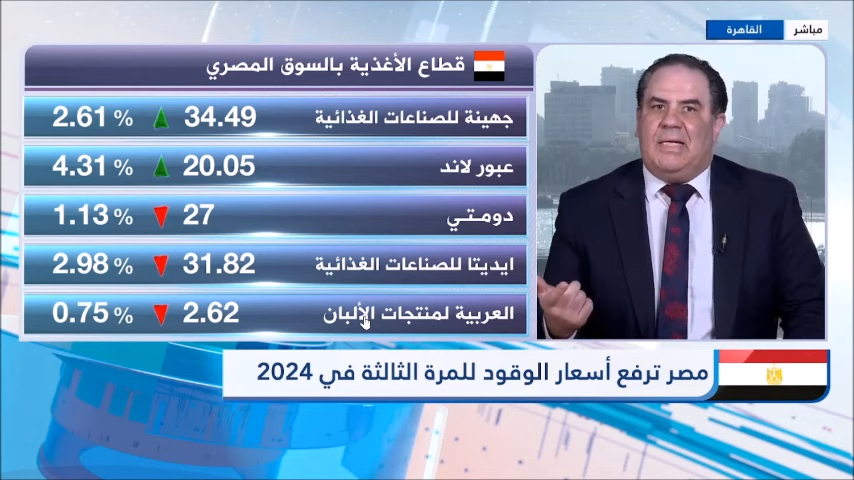 مباشر القاهرة
قطاع الأغذية بالسوق المصري
جهينة للصناعات الغذائية 34.49 2.61 %
عبور لاند 20.05 4.31 %
دومـتـي 27 1.13 %
ايديتا للصناعات الغذائية 31.82 2.98 %
العربية لمنتجات الألبان 2.62 0.75 %
مصر ترفع أسعار الوقود للمرة الثالثة في 2024